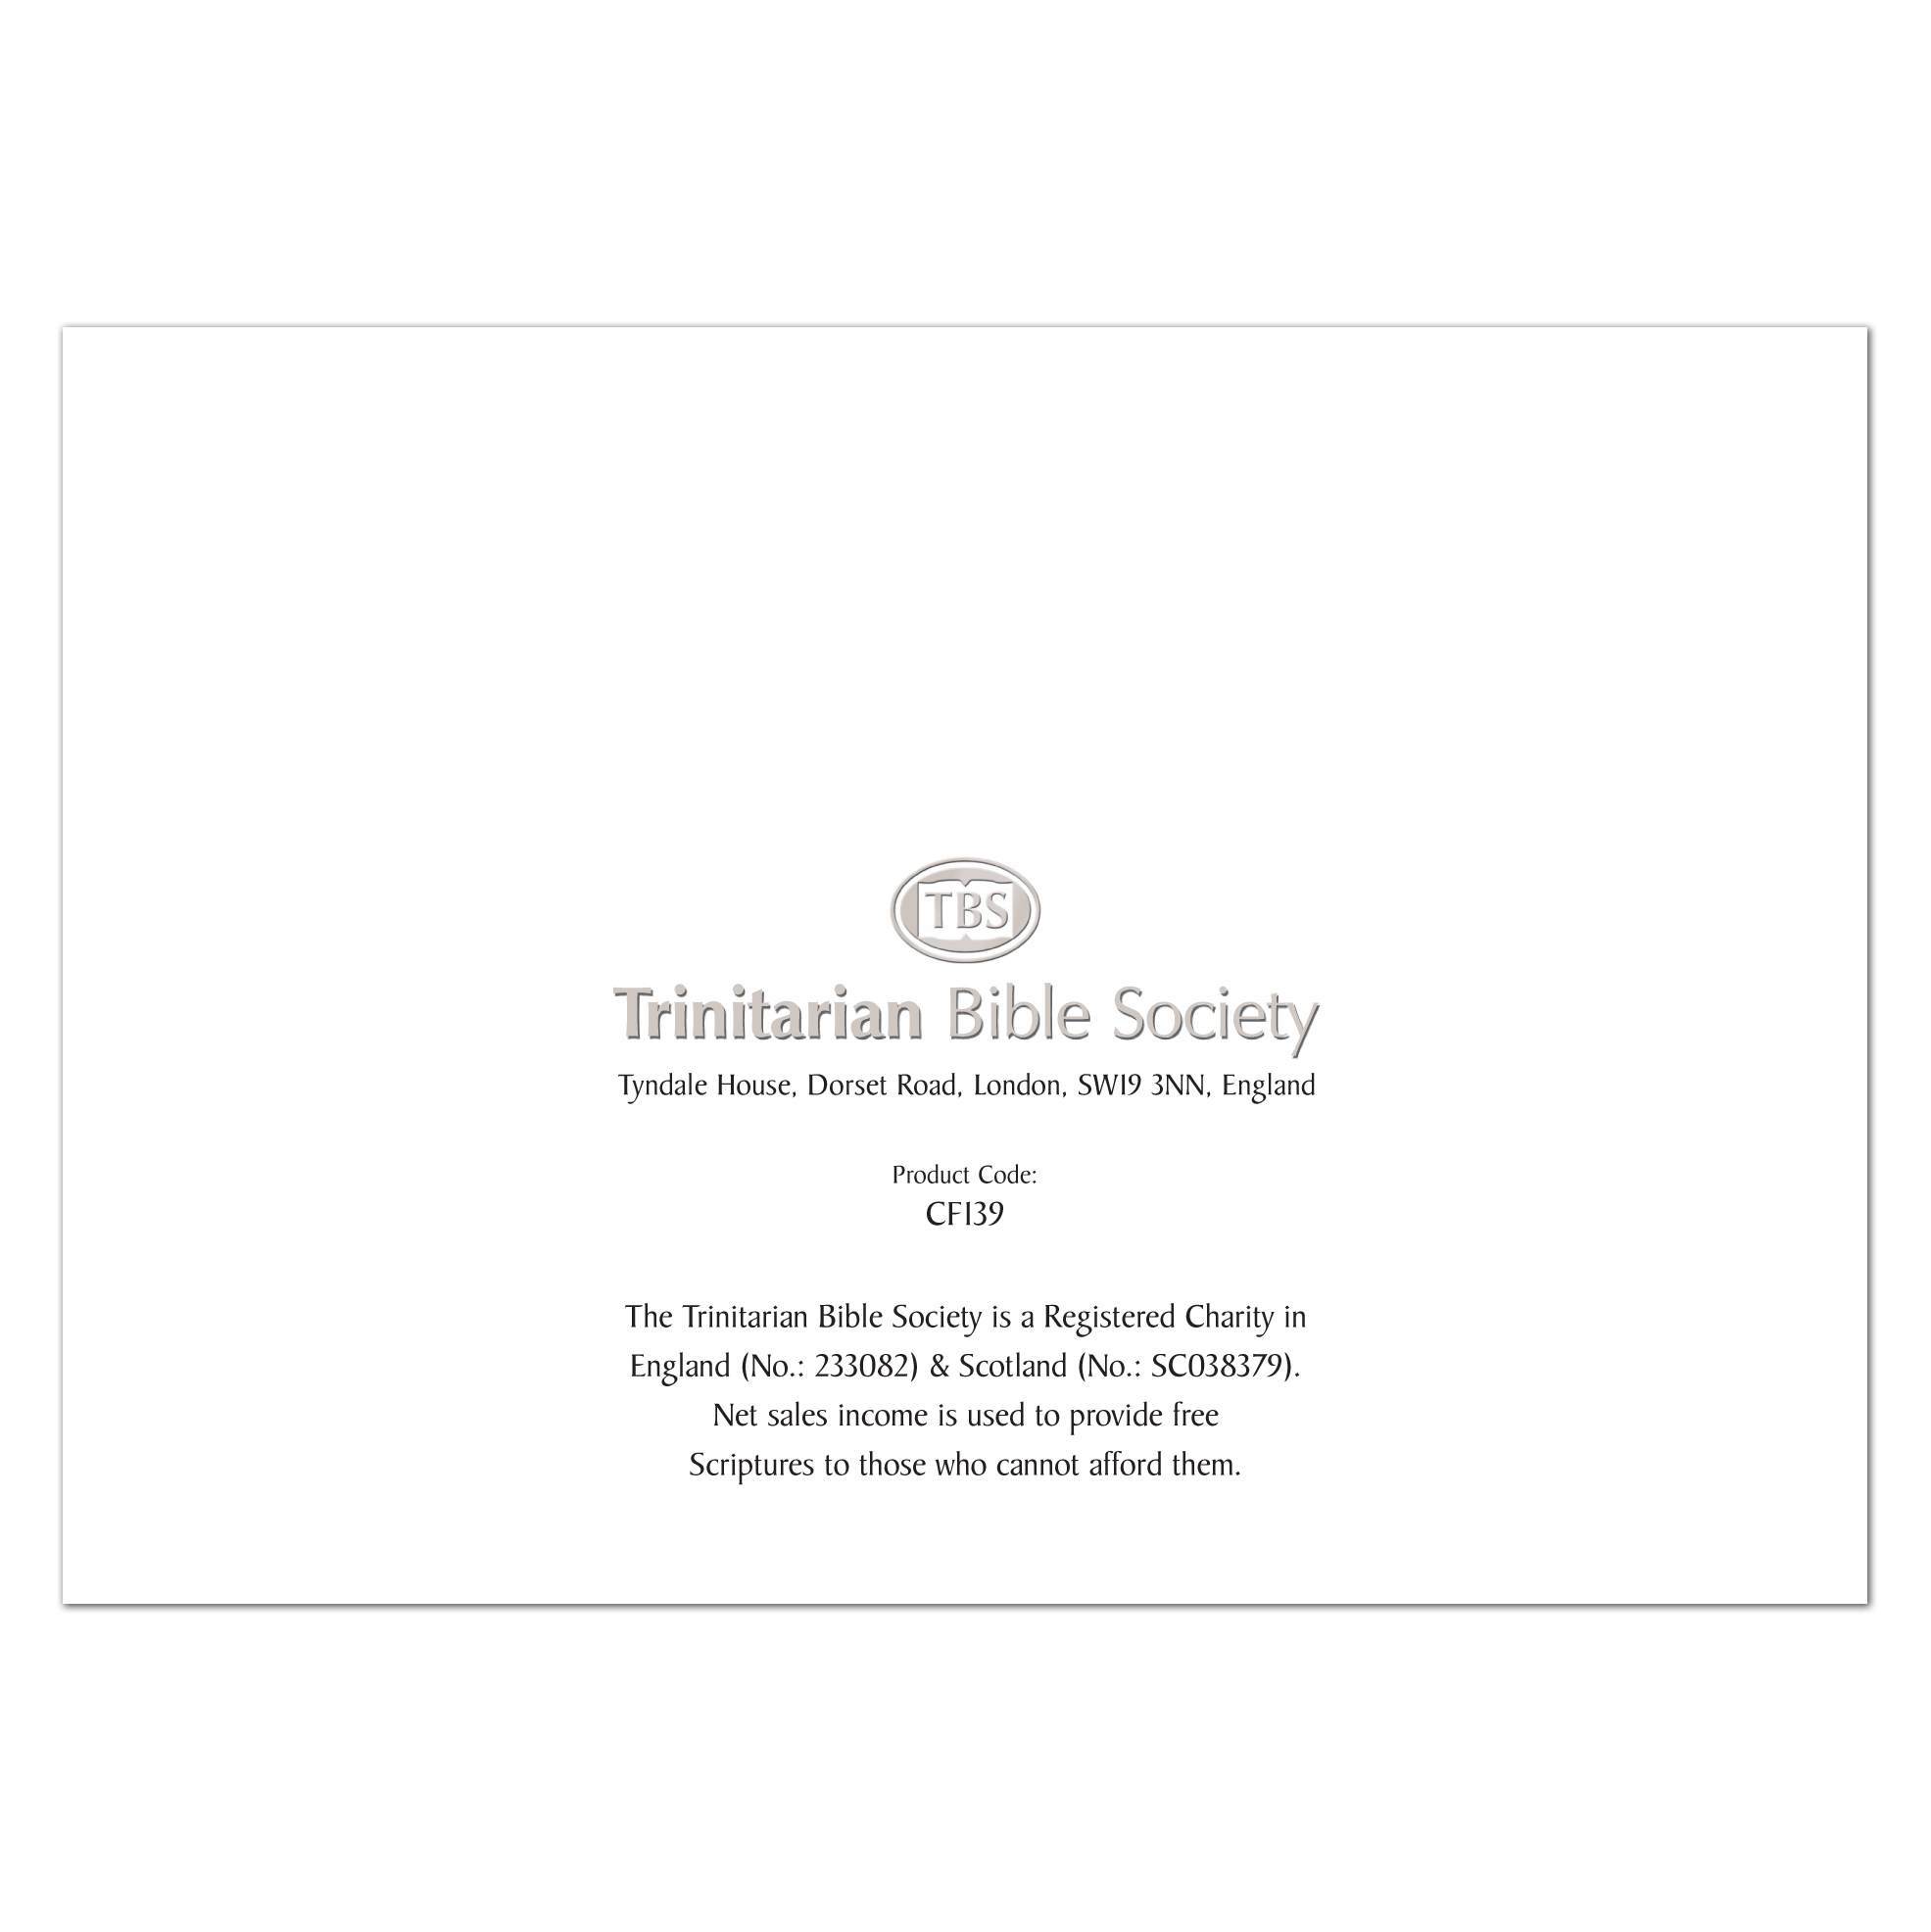 TBS
Trinitarian Bible Society
Tyndale House, Dorset Road, London, SW19 3NN, England
Product Code:
CF139
The Trinitarian Bible Society is a Registered Charity in
England (No.: 233082) & Scotland (No.: SC038379).
Net sales income is used to provide free
Scriptures to those who cannot afford them.